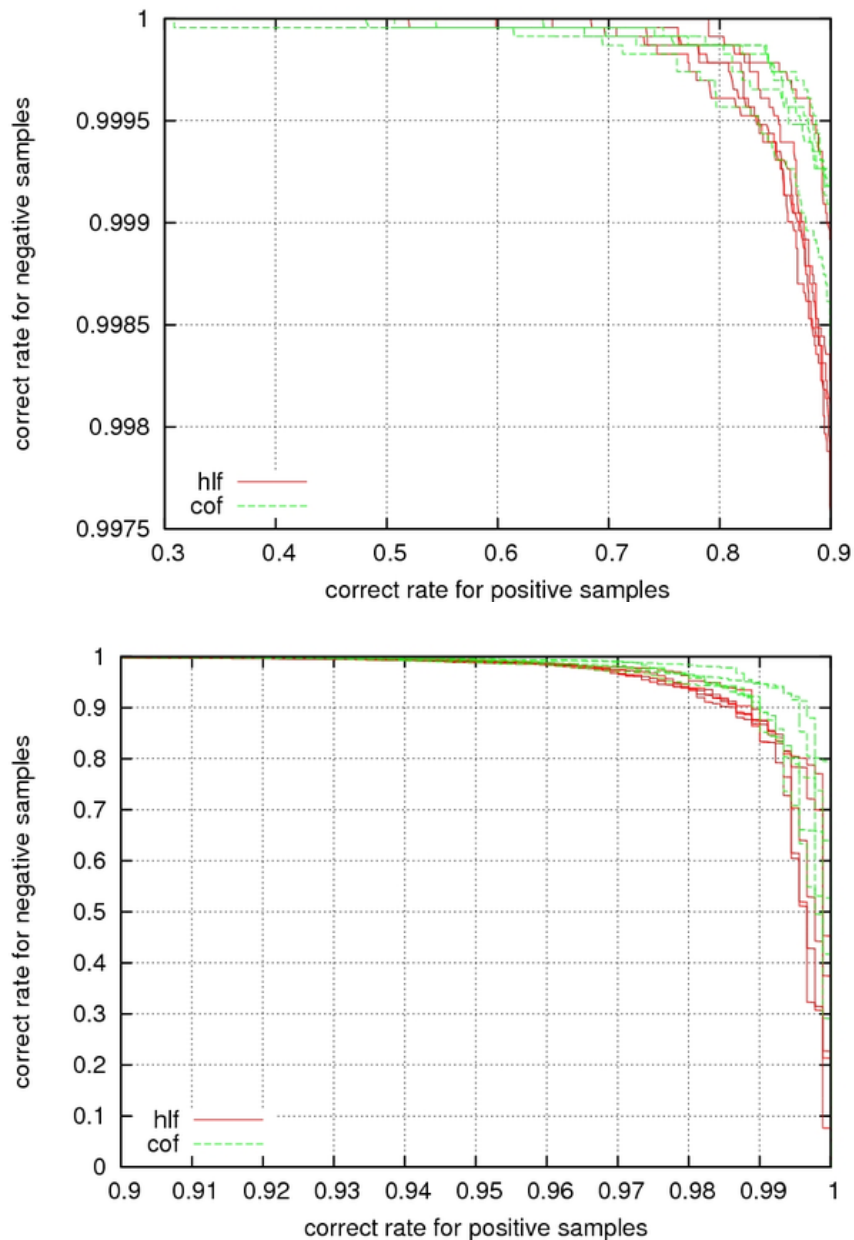 1
0.9995
0.999
0.9985
0.998
0.9975
correct rate for negative samples
hlf
cof
0.3 0.4 0.5 0.6 0.7 0.8 0.9
correct rate for positive samples
1
0.9
0.8
0.7
0.6
0.5
0.4
0.3
0.2
0.1
0
correct rate for negative samples
hlf
cof
0.9 0.91 0.92 0.93 0.94 0.95 0.96 0.97 0.98 0.99 1
correct rate for positive samples